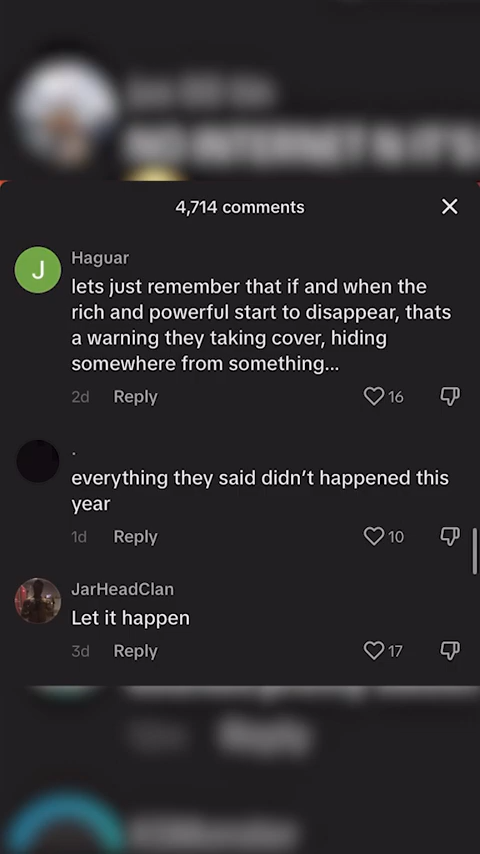 4,714 comments
J
Haguar
lets just remember that if and when the
rich and powerful start to disappear, thats
a warning they taking cover, hiding
somewhere from something...
2d Reply 16
.
everything they said didn't happened this
year
1d Reply 10
JarHeadClan
Let it happen
3d Reply 17
Reply